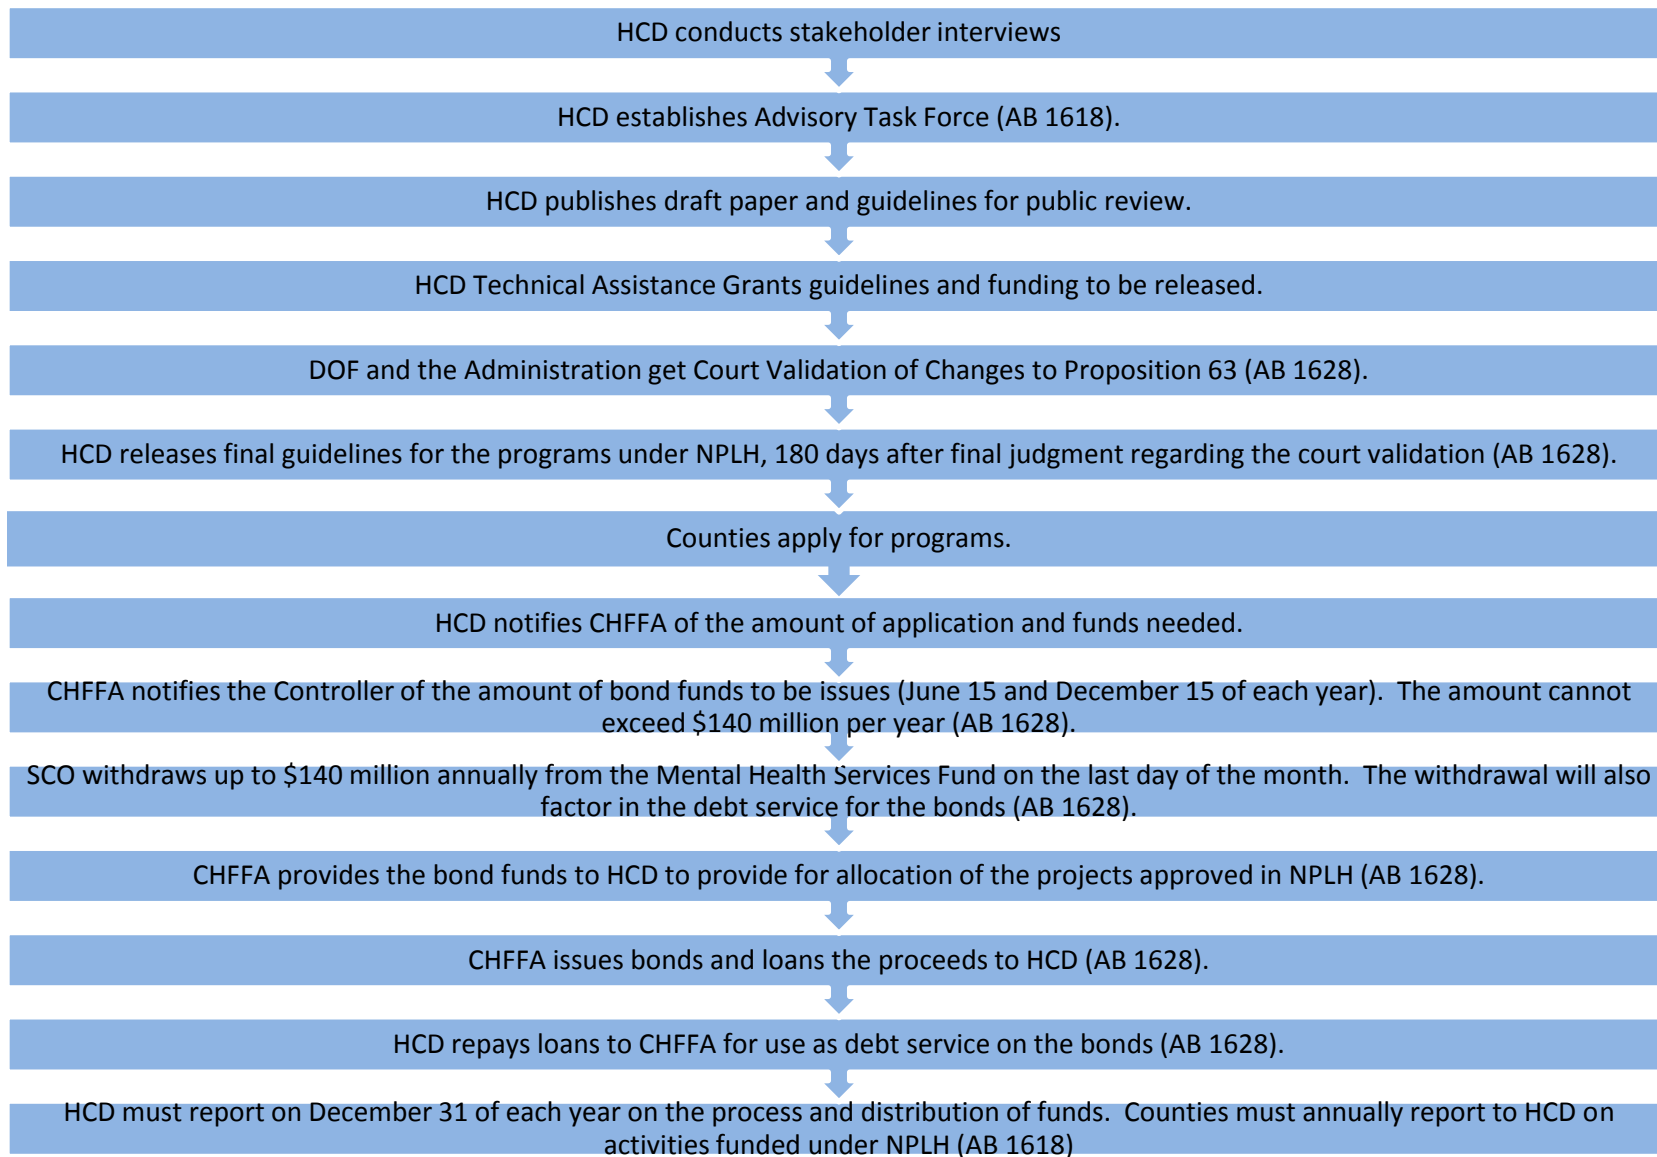 HCD conducts stakeholder interviews
HCD establishes Advisory Task Force (AB 1618).
HCD publishes draft paper and guidelines for public review.
HCD Technical Assistance Grants guidelines and funding to be released.
DOF and the Administration get Court Validation of Changes to Proposition 63 (AB 1628).
HCD releases final guidelines for the programs under NPLH, 180 days after final judgment regarding the court validation (AB 1628).
Counties apply for programs.
HCD notifies CHFFA of the amount of application and funds needed.
CHFFA notifies the Controller of the amount of bond funds to be issues (June 15 and December 15 of each year). The amount cannot
exceed $140 million per year (AB 1628).
SCO withdraws up to $140 million annually from the Mental Health Services Fund on the last day of the month. The withdrawal will also
factor in the debt service for the bonds (AB 1628).
CHFFA provides the bond funds to HCD to provide for allocation of the projects approved in NPLH (AB 1628).
CHFFA issues bonds and loans the proceeds to HCD (AB 1628).
HCD repays loans to CHFFA for use as debt service on the bonds (AB 1628).
HCD must report on December 31 of each year on the process and distribution of funds. Counties must annually report to HCD on
activities funded under NPLH (AB 1618)